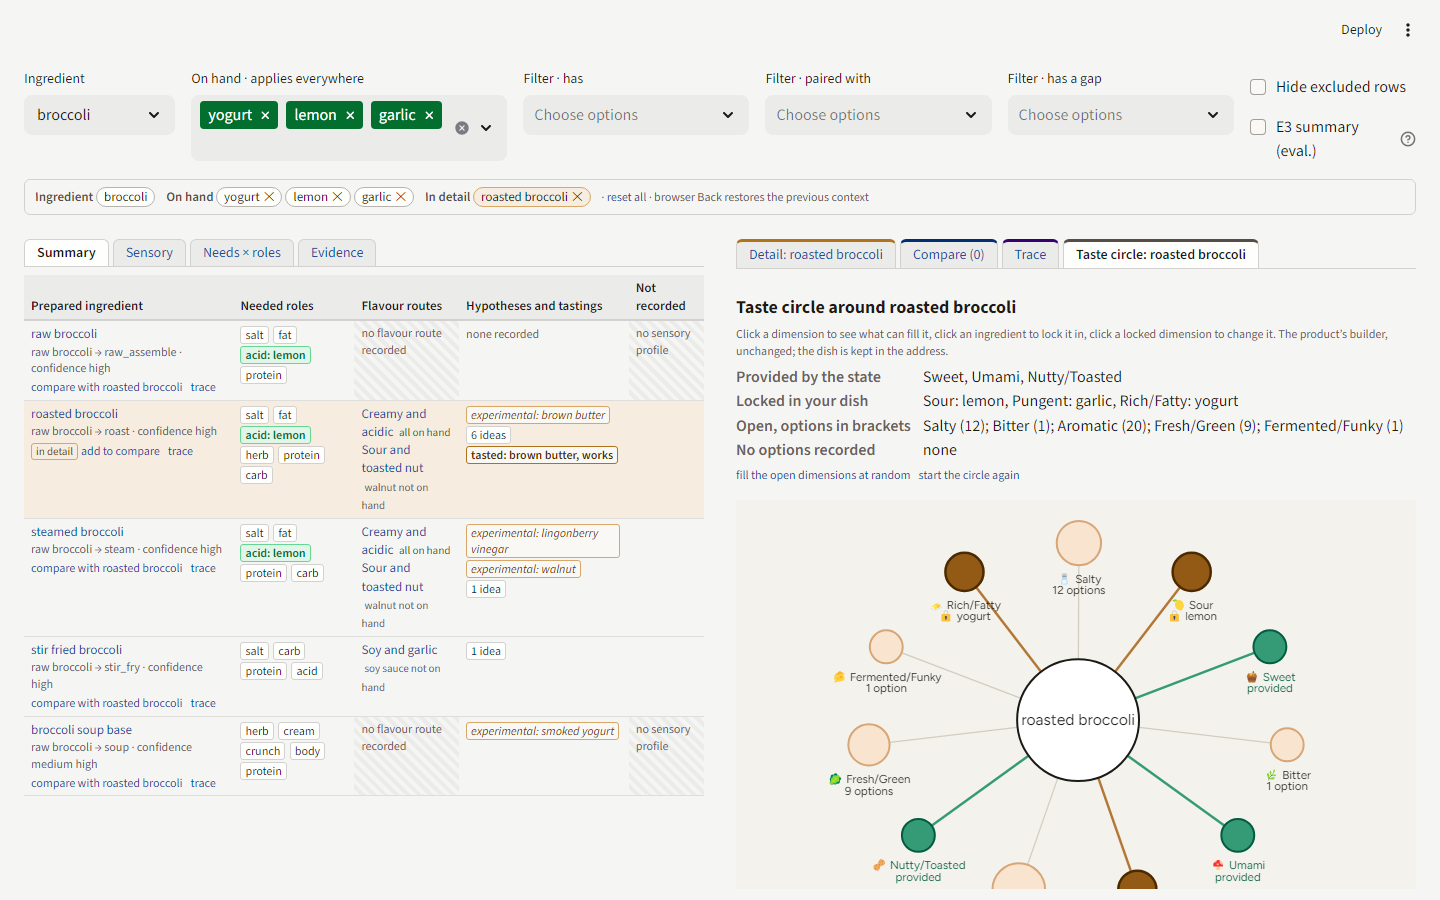 Deploy
Ingredient
On hand · applies everywhere
Filter · has
Filter · paired with
Filter · has a gap
broccoli
yogurt × lemon × garlic ×
Choose options
Choose options
Choose options
Hide excluded rows
E3 summary
(eval.)
Ingredient broccoli On hand yogurt × lemon × garlic × In detail roasted broccoli × · reset all · browser Back restores the previous context
Summary
Sensory
Needs × roles
Evidence
Prepared ingredient
Needed roles
Flavour routes
Hypotheses and tastings
Not
recorded
raw broccoli
raw broccoli → raw_assemble ·
confidence high
compare with roasted broccoli trace
salt fat
acid: lemon
protein
no flavour route
recorded
none recorded
no sensory
profile
roasted broccoli
raw broccoli → roast · confidence high
in detail add to compare trace
salt fat
acid: lemon
herb protein
carb
Creamy and
acidic all on hand
Sour and
toasted nut
walnut not on
hand
experimental: brown butter
6 ideas
tasted: brown butter, works
steamed broccoli
raw broccoli → steam · confidence high
compare with roasted broccoli trace
salt fat
acid: lemon
protein carb
Creamy and
acidic all on hand
Sour and
toasted nut
walnut not on
hand
experimental: lingonberry
vinegar
experimental: walnut
1 idea
stir fried broccoli
raw broccoli → stir_fry · confidence
high
compare with roasted broccoli trace
salt carb
protein acid
Soy and garlic
soy sauce not on
hand
1 idea
broccoli soup base
raw broccoli → soup · confidence
medium high
compare with roasted broccoli trace
herb cream
crunch body
protein
no flavour route
recorded
experimental: smoked yogurt
no sensory
profile
Detail: roasted broccoli
Compare (0)
Trace
Taste circle: roasted broccoli
Taste circle around roasted broccoli
Click a dimension to see what can fill it, click an ingredient to lock it in, click a locked dimension to change it. The product's builder,
unchanged; the dish is kept in the address.
Provided by the state Sweet, Umami, Nutty/Toasted
Locked in your dish Sour: lemon, Pungent: garlic, Rich/Fatty: yogurt
Open, options in brackets Salty (12); Bitter (1); Aromatic (20); Fresh/Green (9); Fermented/Funky (1)
No options recorded none
fill the open dimensions at random start the circle again
Salty
12 options
Rich/Fatty
yogurt
Sour
lemon
Fermented/Funky
1 option
Sweet
provided
roasted broccoli
Fresh/Green
9 options
Bitter
1 option
Nutty/Toasted
provided
Umami
provided